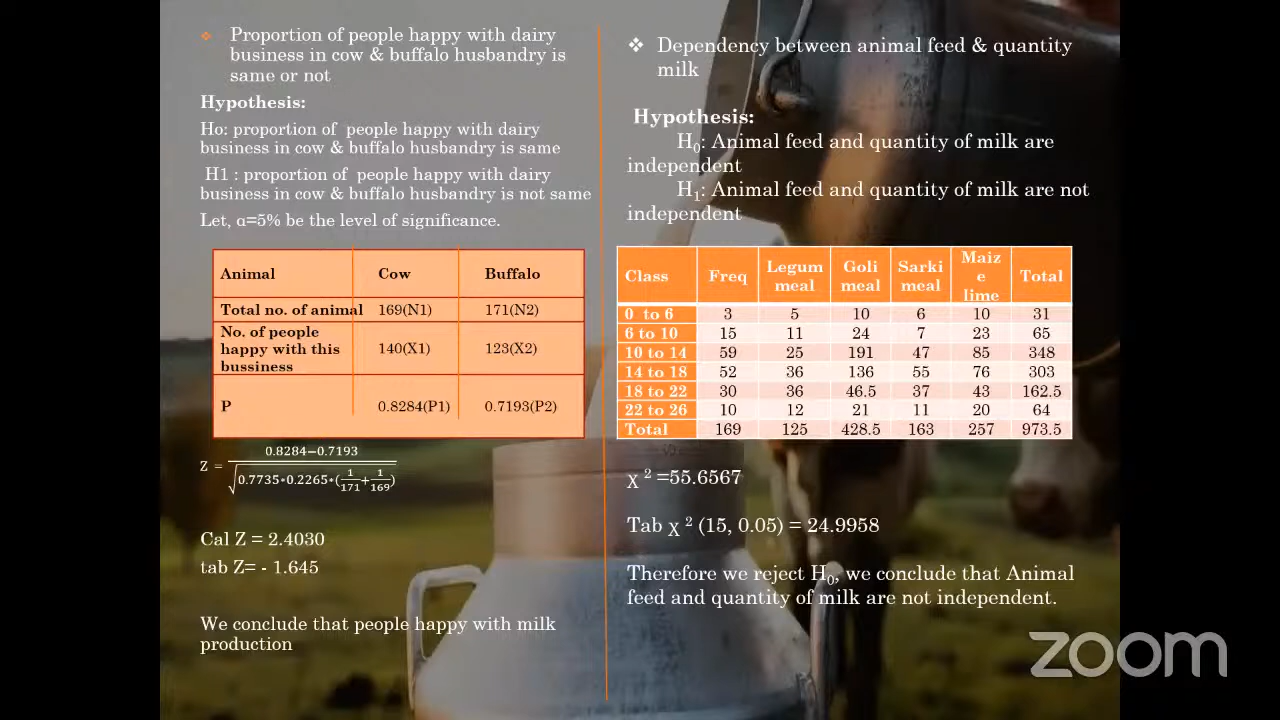 Proportion of people happy with dairy
business in cow & buffalo husbandry is
same or not
Hypothesis:
Ho: proportion of people happy with dairy
business in cow & buffalo husbandry is same
H1 : proportion of people happy with dairy
business in cow & buffalo husbandry is not same
Let, α=5% be the level of significance.
Animal Cow Buffalo
Total no. of animal 169(N1) 171(N2)
No. of people
happy with this
bussiness
140(X1) 123(X2)
P 0.8284(P1) 0.7193(P2)
Z = (0.8284−0.7193) / √(0.7735*0.2265*(1/171+1/169))
Cal Z = 2.4030
tab Z= - 1.645
We conclude that people happy with milk
production
Dependency between animal feed & quantity
milk
Hypothesis:
H0: Animal feed and quantity of milk are
independent
H1: Animal feed and quantity of milk are not
independent
Class Freq Legum meal Goli meal Sarki meal Maiz e lime Total
0 to 6 3 5 10 6 10 31
6 to 10 15 11 24 7 23 65
10 to 14 59 25 191 47 85 348
14 to 18 52 36 136 55 76 303
18 to 22 30 36 46.5 37 43 162.5
22 to 26 10 12 21 11 20 64
Total 169 125 428.5 163 257 973.5
χ ² =55.6567
Tab χ ² (15, 0.05) = 24.9958
Therefore we reject H0, we conclude that Animal
feed and quantity of milk are not independent.
zoom